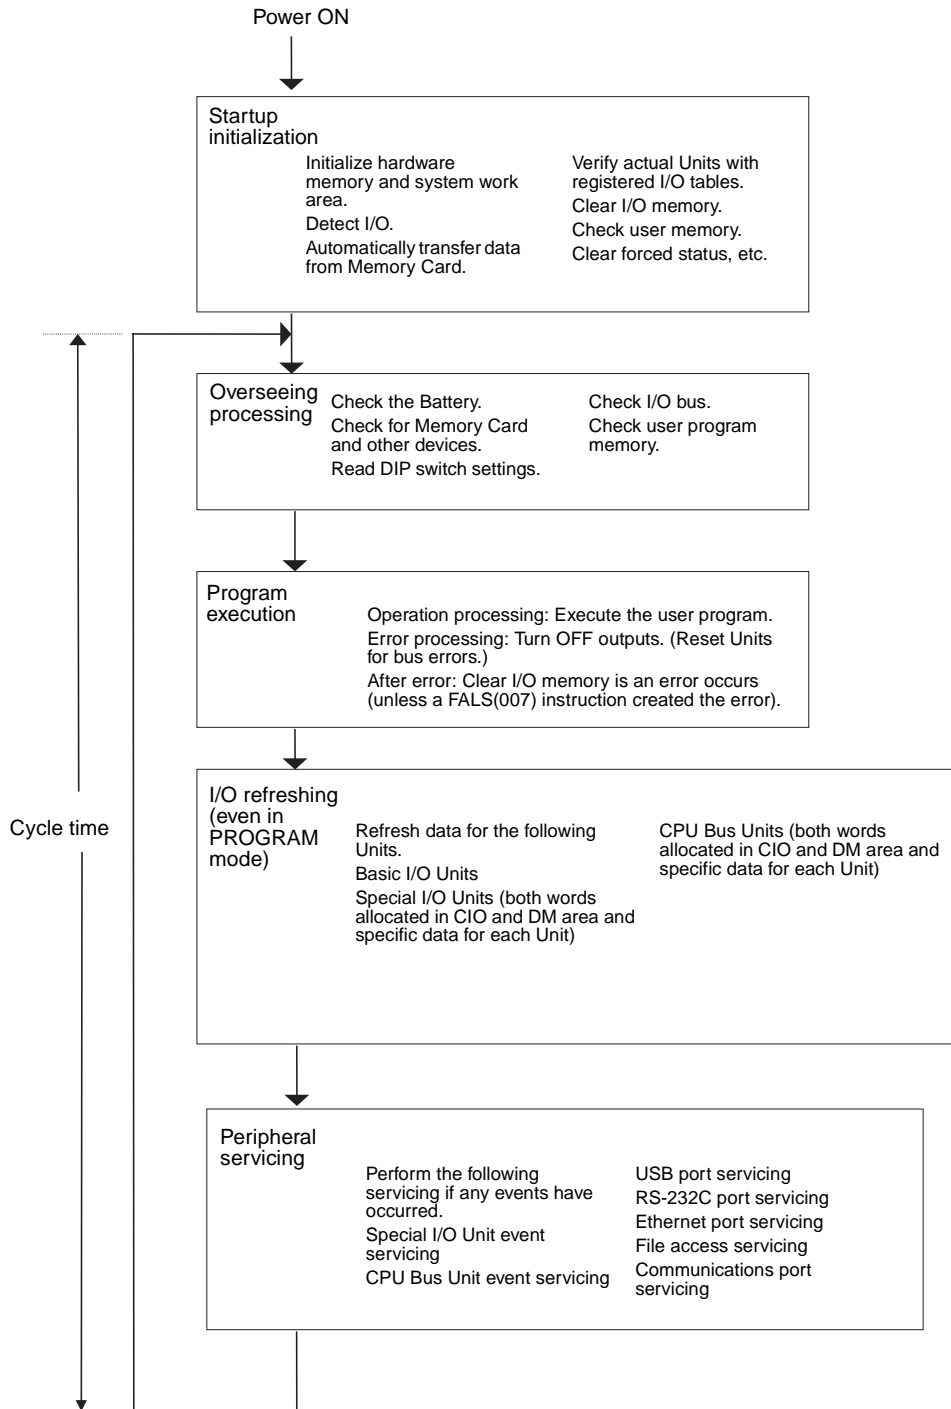 Power ON
Startup
initialization
Initialize hardware
memory and system work
area.
Detect I/O.
Automatically transfer data
from Memory Card.
Verify actual Units with
registered I/O tables.
Clear I/O memory.
Check user memory.
Clear forced status, etc.
Overseeing
processing
Check the Battery.
Check for Memory Card
and other devices.
Read DIP switch settings.
Check I/O bus.
Check user program
memory.
Program
execution
Operation processing: Execute the user program.
Error processing: Turn OFF outputs. (Reset Units
for bus errors.)
After error: Clear I/O memory is an error occurs
(unless a FALS(007) instruction created the error).
Cycle time
I/O refreshing
(even in
PROGRAM
mode)
Refresh data for the following
Units.
Basic I/O Units
Special I/O Units (both words
allocated in CIO and DM area and
specific data for each Unit)
CPU Bus Units (both words
allocated in CIO and DM area and
specific data for each Unit)
Peripheral
servicing
Perform the following
servicing if any events have
occurred.
Special I/O Unit event
servicing
CPU Bus Unit event servicing
USB port servicing
RS-232C port servicing
Ethernet port servicing
File access servicing
Communications port
servicing